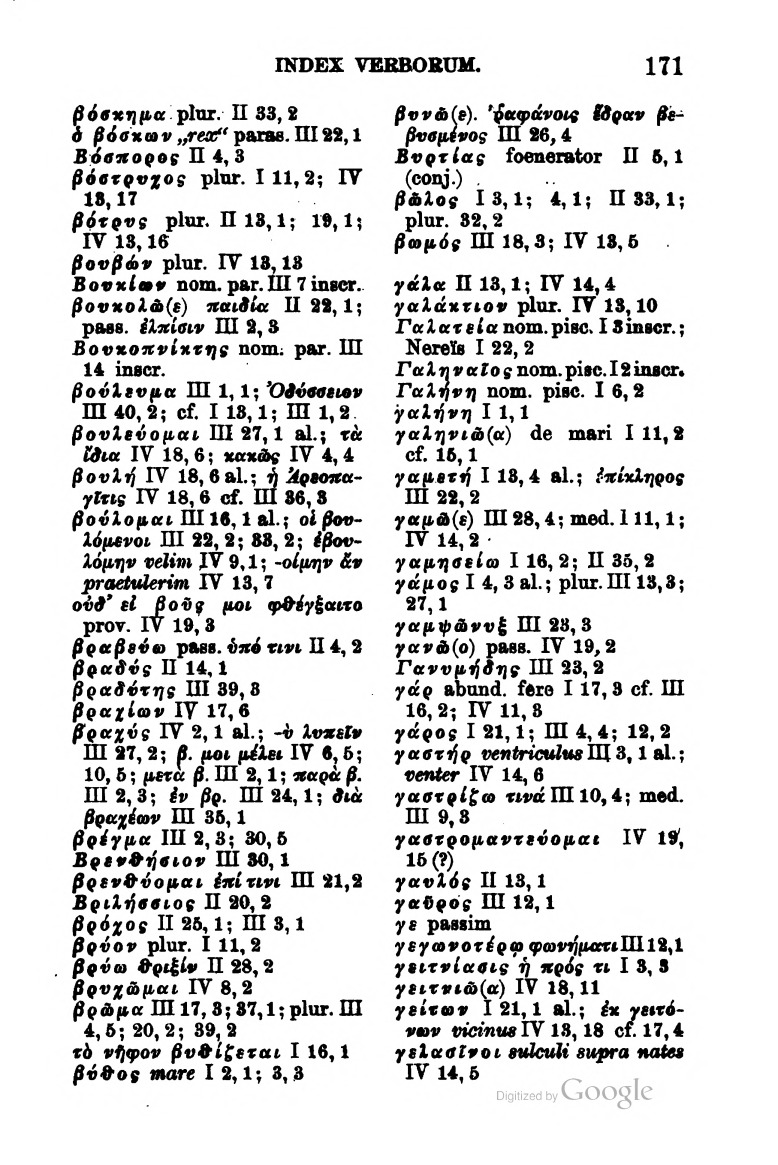 INDEX VERBORUM. 171
βόσκημα plur. II 33, 2
ὁ βόσκων „rex“ paras. III 22, 1
Βόσπορος II 4, 3
βόστρυχος plur. I 11, 2; IV
13, 17
βότρυς plur. II 13, 1; 19, 1;
IV 13, 16
βουβών plur. IV 13, 13
Βουκίων nom. par. III 7 inscr.
βουκολῶ(ε) παιδία II 22, 1;
pass. ἐλπίσιν III 2, 3
Βουκοπνίκτης nom. par. III
14 inscr.
βούλευμα III 1, 1; Ὀδύσσειον
III 40, 2; cf. I 13, 1; III 1, 2.
βουλεύομαι III 27, 1 al.; τὰ
ἴδια IV 18, 6; κακῶς IV 4, 4
βουλή IV 18, 6 al.; ἡ Ἀρεοπα-
γῖτις IV 18, 6 cf. III 36, 3
βούλομαι III 16, 1 al.; οἱ βου-
λόμενοι III 22, 2; 33, 2; ἐβου-
λόμην velim IV 9, 1; -οίμην ἄν
praetulerim IV 13, 7
οὐδ’ εἰ βοῦς μοι φθέγξαιτο
prov. IV 19, 3
βραβεύω pass. ὑπό τινι II 4, 2
βραδύς II 14, 1
βραδύτης III 39, 3
βραχίων IV 17, 6
βραχύς IV 2, 1 al.; -ὺ λυπεῖν
III 27, 2; β. μοι μέλει IV 6, 5;
10, 5; μετὰ β. III 2, 1; παρὰ β.
III 2, 3; ἐν βρ. III 24, 1; διὰ
βραχέων III 35, 1
βρέγμα III 2, 3; 30, 5
Βρενθήσιον III 30, 1
βρενθύομαι ἐπί τινι III 21, 2
Βριλήσσιος II 20, 2
βρόχος II 25, 1; III 3, 1
βρύον plur. I 11, 2
βρύω θριξίν II 28, 2
βρυχῶμαι IV 8, 2
βρῶμα III 17, 3; 37, 1; plur. III
4, 5; 20, 2; 39, 2
τὸ νῆφον βυθίζεται I 16, 1
βύθος mare I 2, 1; 3, 3
βυνῶ(ε). ῥαφάνοις ἕδραν βε-
βυσμένος III 26, 4
Βυρτίας foenerator II 5, 1
(conj.)
βῶλος I 3, 1; 4, 1; II 33, 1;
plur. 32, 2
βωμός III 18, 3; IV 13, 5
γάλα II 13, 1; IV 14, 4
γαλάκτιον plur. IV 13, 10
Γαλατεία nom. pisc. I 3 inscr.;
Nereïs I 22, 2
Γαληναῖος nom. pisc. I 2 inscr.
Γαλήνη nom. pisc. I 6, 2
γαλήνη I 1, 1
γαληνιῶ(α) de mari I 11, 2
cf. 15, 1
γαμετή I 13, 4 al.; ἐπίκληρος
III 22, 2
γαμῶ(ε) III 28, 4; med. I 11, 1;
IV 14, 2
γαμησείω I 16, 2; II 35, 2
γάμος I 4, 3 al.; plur. III 13, 3;
27, 1
γαμψῶνυξ III 23, 3
γανῶ(ο) pass. IV 19, 2
Γανυμήδης III 23, 2
γάρ abund. fere I 17, 3 cf. III
16, 2; IV 11, 3
γάρος I 21, 1; III 4, 4; 12, 2
γαστήρ ventriculus III 3, 1 al.;
venter IV 14, 6
γαστρίζω τινά III 10, 4; med.
III 9, 3
γαστρομαντεύομαι IV 19,
15 (?)
γαυλός II 13, 1
γαῦρος III 12, 1
γε passim
γεγωνοτέρῳ φωνήματι III 12, 1
γειτνίασις ἡ πρός τι I 3, 3
γειτνιῶ(α) IV 18, 11
γείτων I 21, 1 al.; ἐκ γειτό-
νων vicinus IV 13, 18 cf. 17, 4
γελασῖνοι sulculi supra nates
IV 14, 5
Digitized by Google